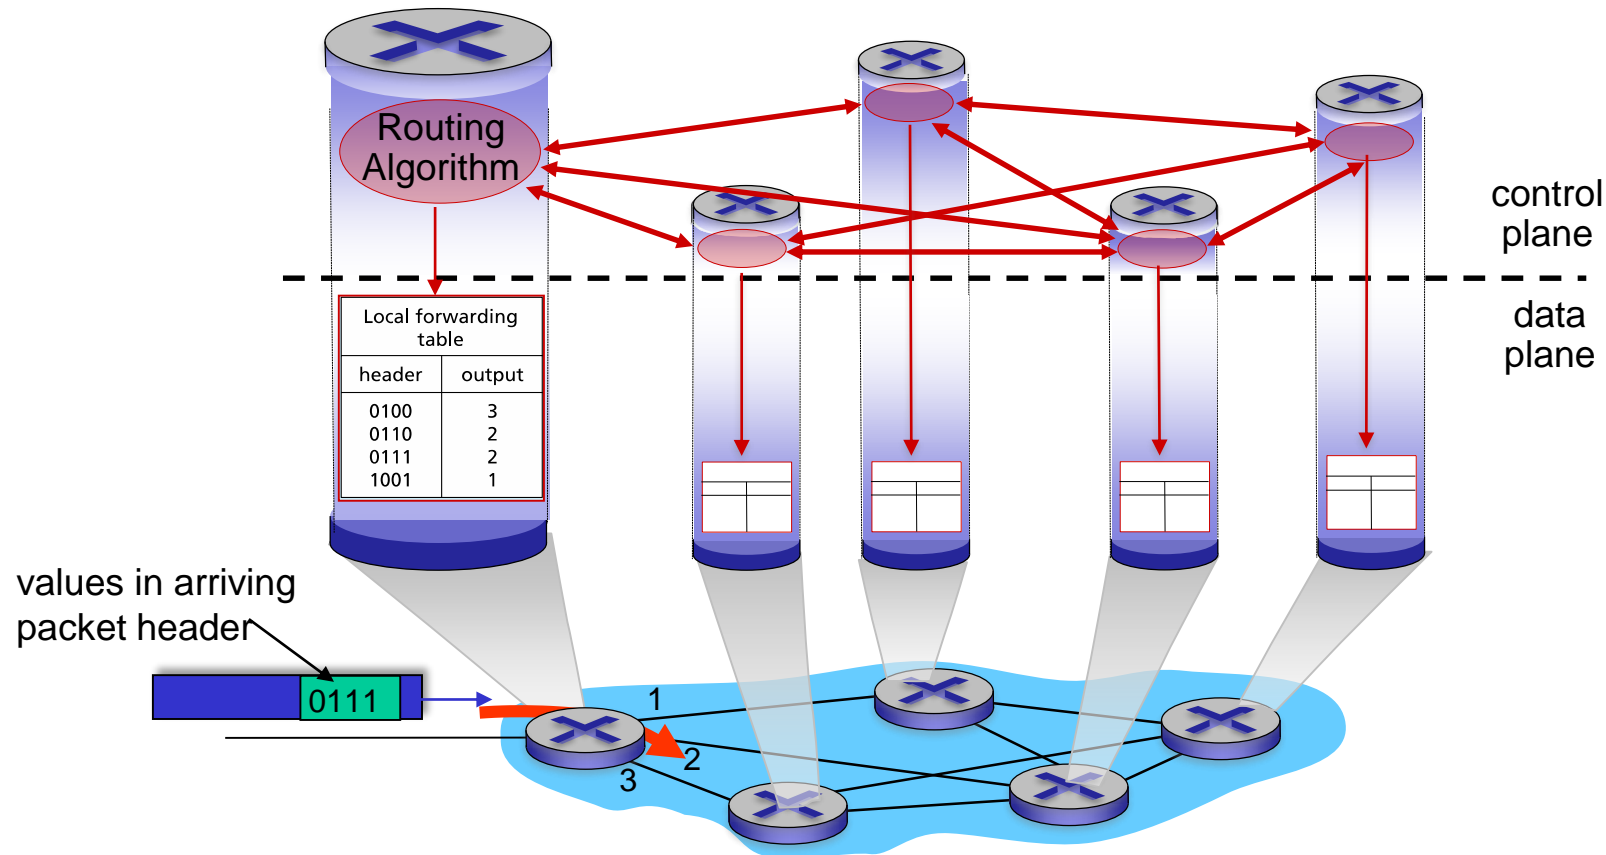 Routing
Algorithm
control
plane
data
plane
Local forwarding
table
header output
0100 3
0110 2
0111 2
1001 1
values in arriving
packet header
0111
1
2
3